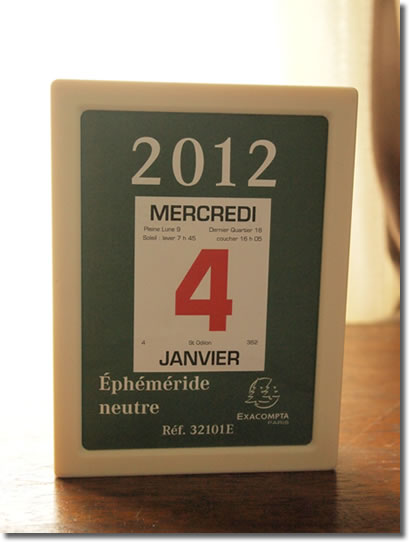 2012
MERCREDI
Pleine Lune 9 Dernier Quartier 16
Soleil : lever 7 h 45 coucher 16 h 05
4
4 St. Odilon 362
JANVIER
Éphéméride
neutre
EXACOMPTA
Réf. 32101E